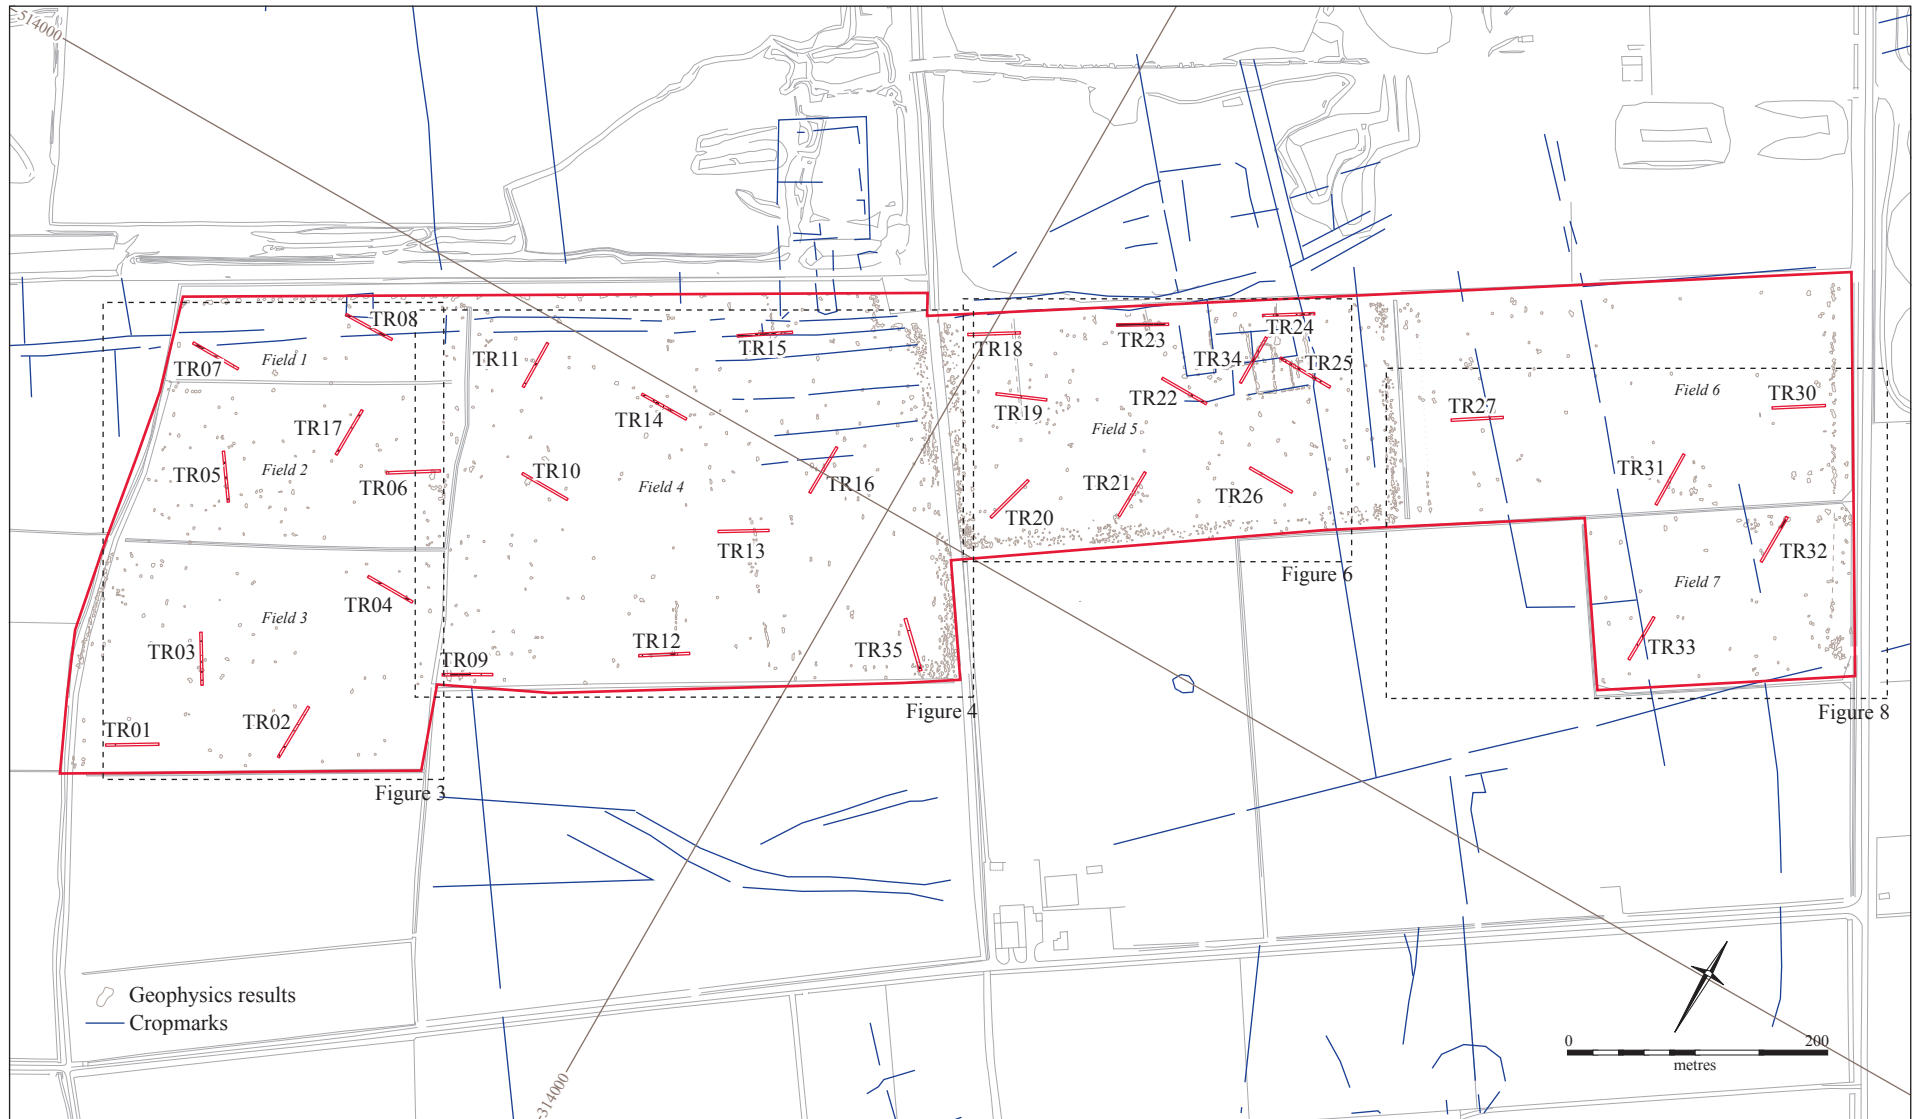 514000
TR08
Field 1
TR07
TR11
TR15
TR18
TR23
TR24
TR34
TR25
TR14
TR19
TR22
TR27
Field 6
TR30
TR17
Field 5
TR05
Field 2
TR06
TR10
Field 4
TR16
TR21
TR26
TR31
TR20
TR13
TR32
Figure 6
Field 7
TR04
Field 3
TR03
TR12
TR35
TR33
TR09
Figure 4
Figure 8
TR01
TR02
Figure 3
Geophysics results
Cropmarks
0
200
metres
314000